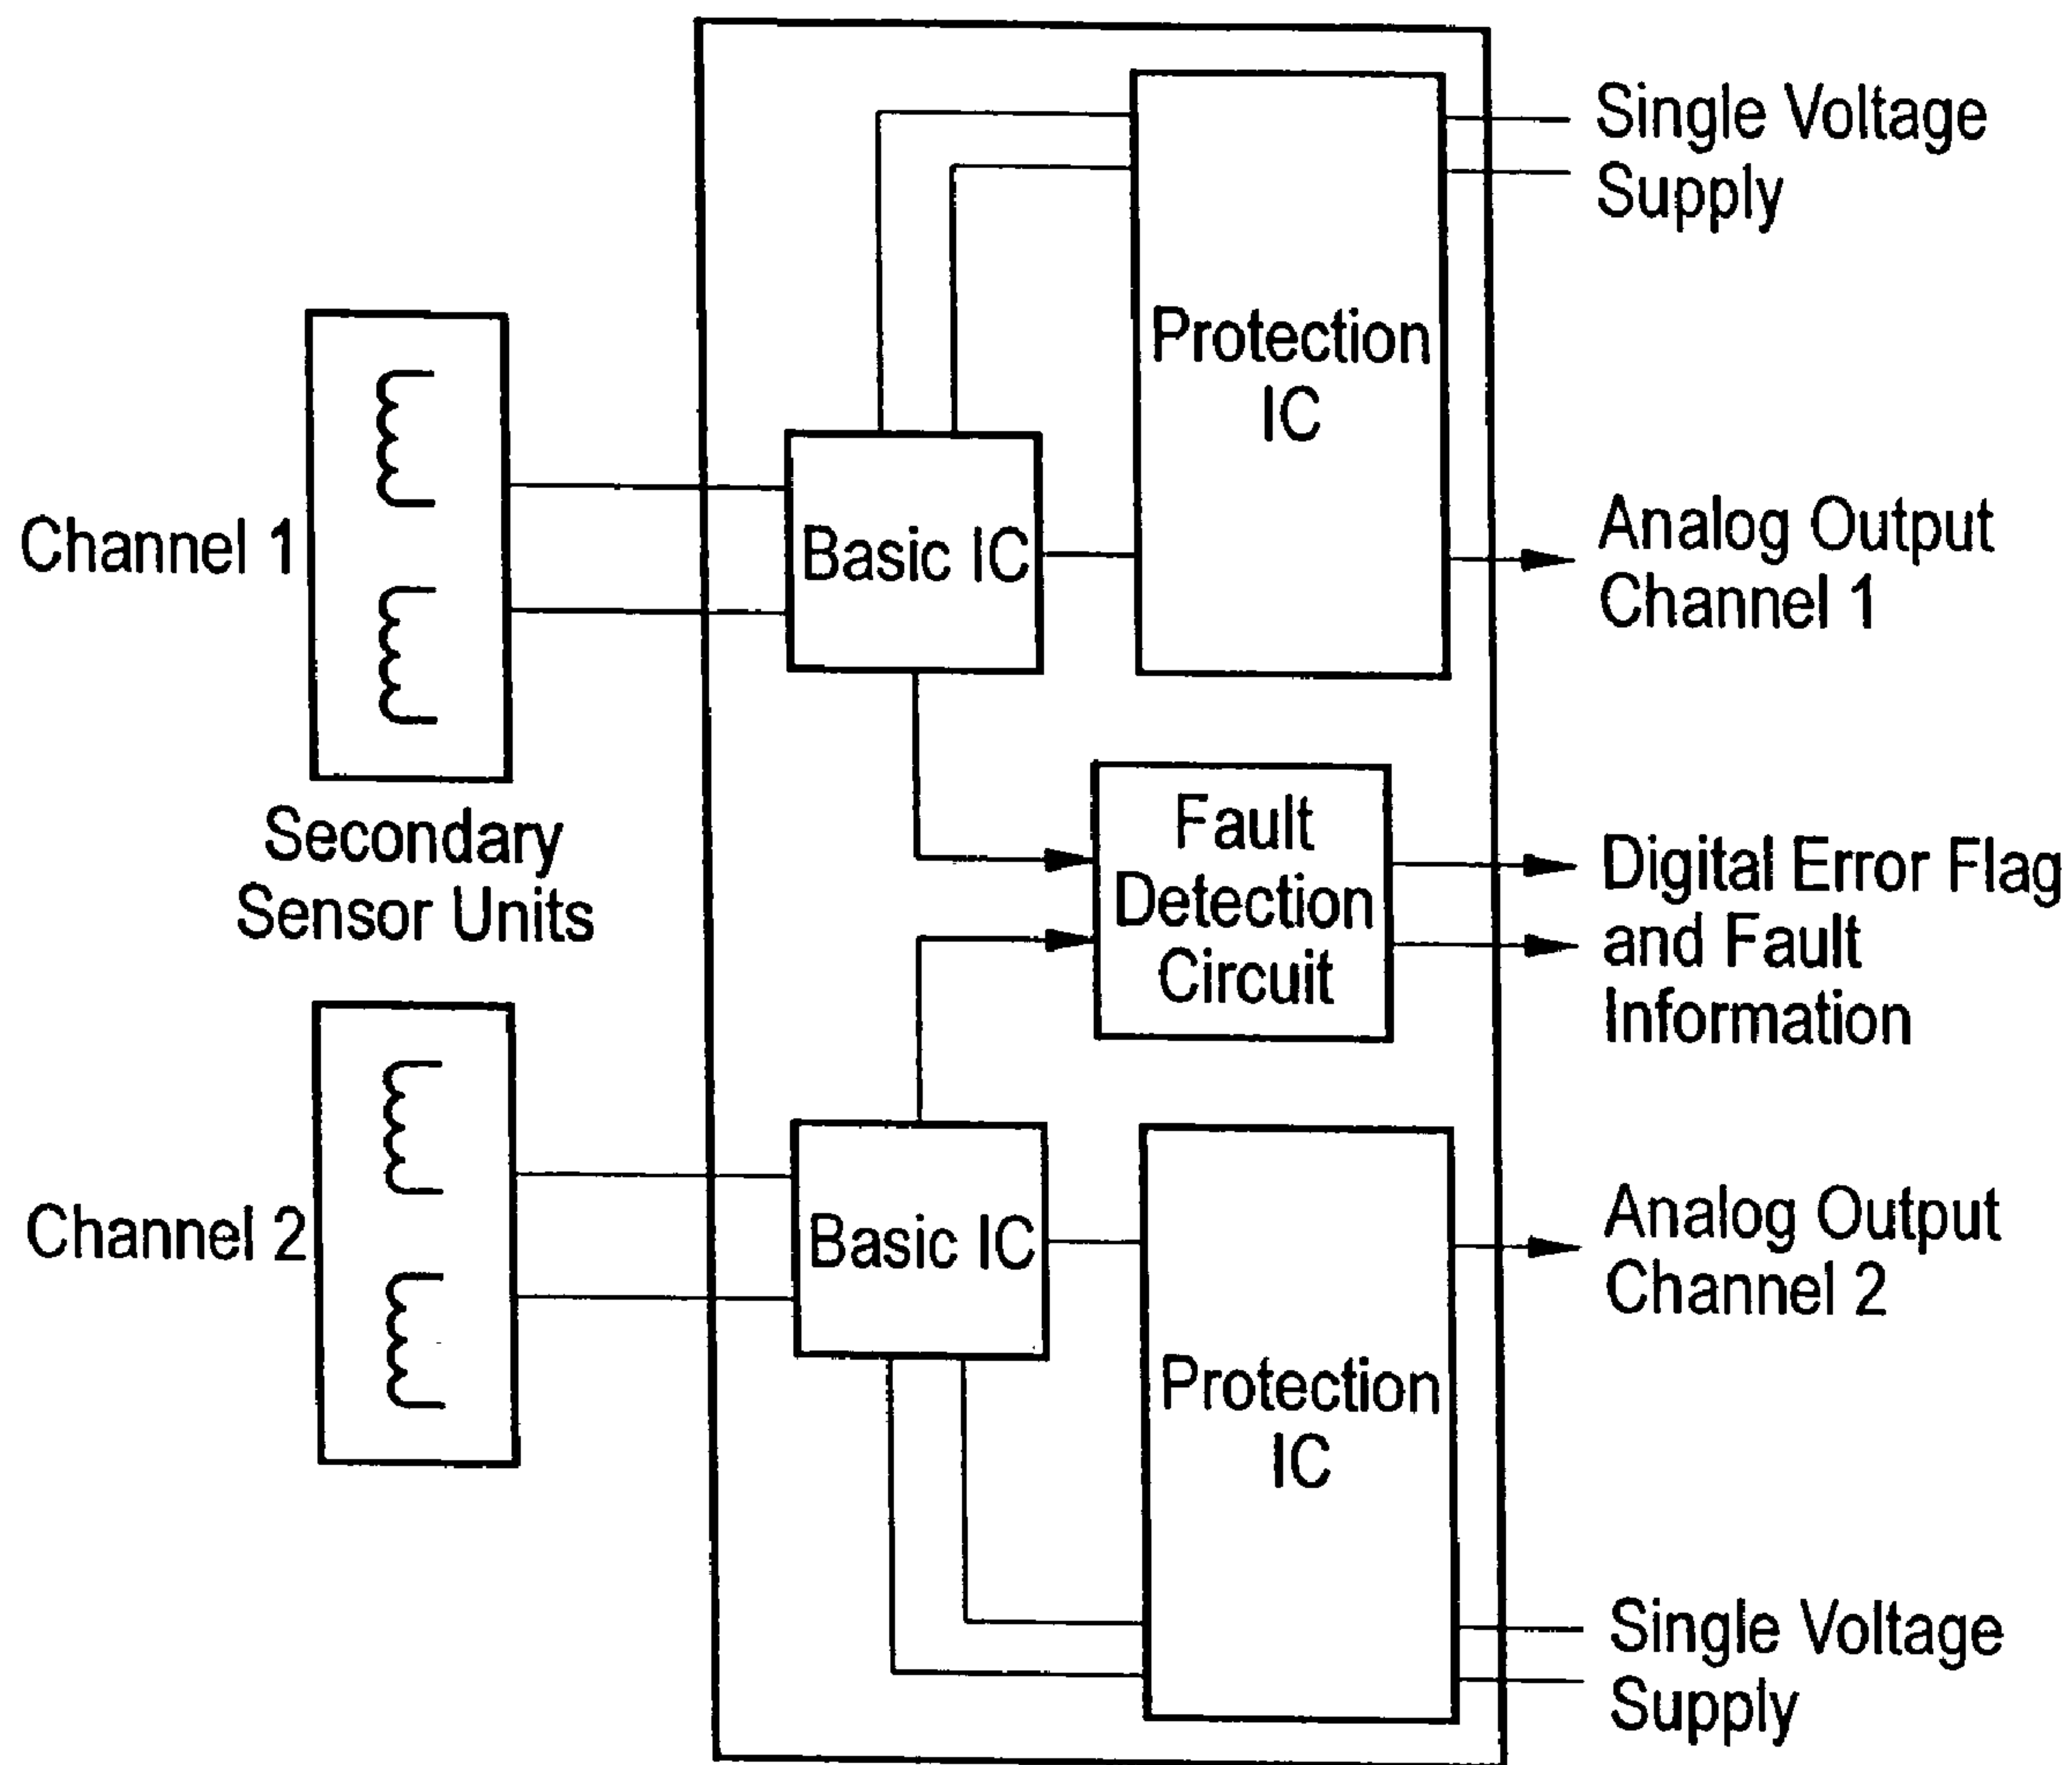 Single Voltage
Supply
Protection
IC
Channel 1
Basic IC
Analog Output
Channel 1
Secondary
Sensor Units
Fault
Detection
Circuit
Digital Error Flag
and Fault
Information
Channel 2
Basic IC
Analog Output
Channel 2
Protection
IC
Single Voltage
Supply